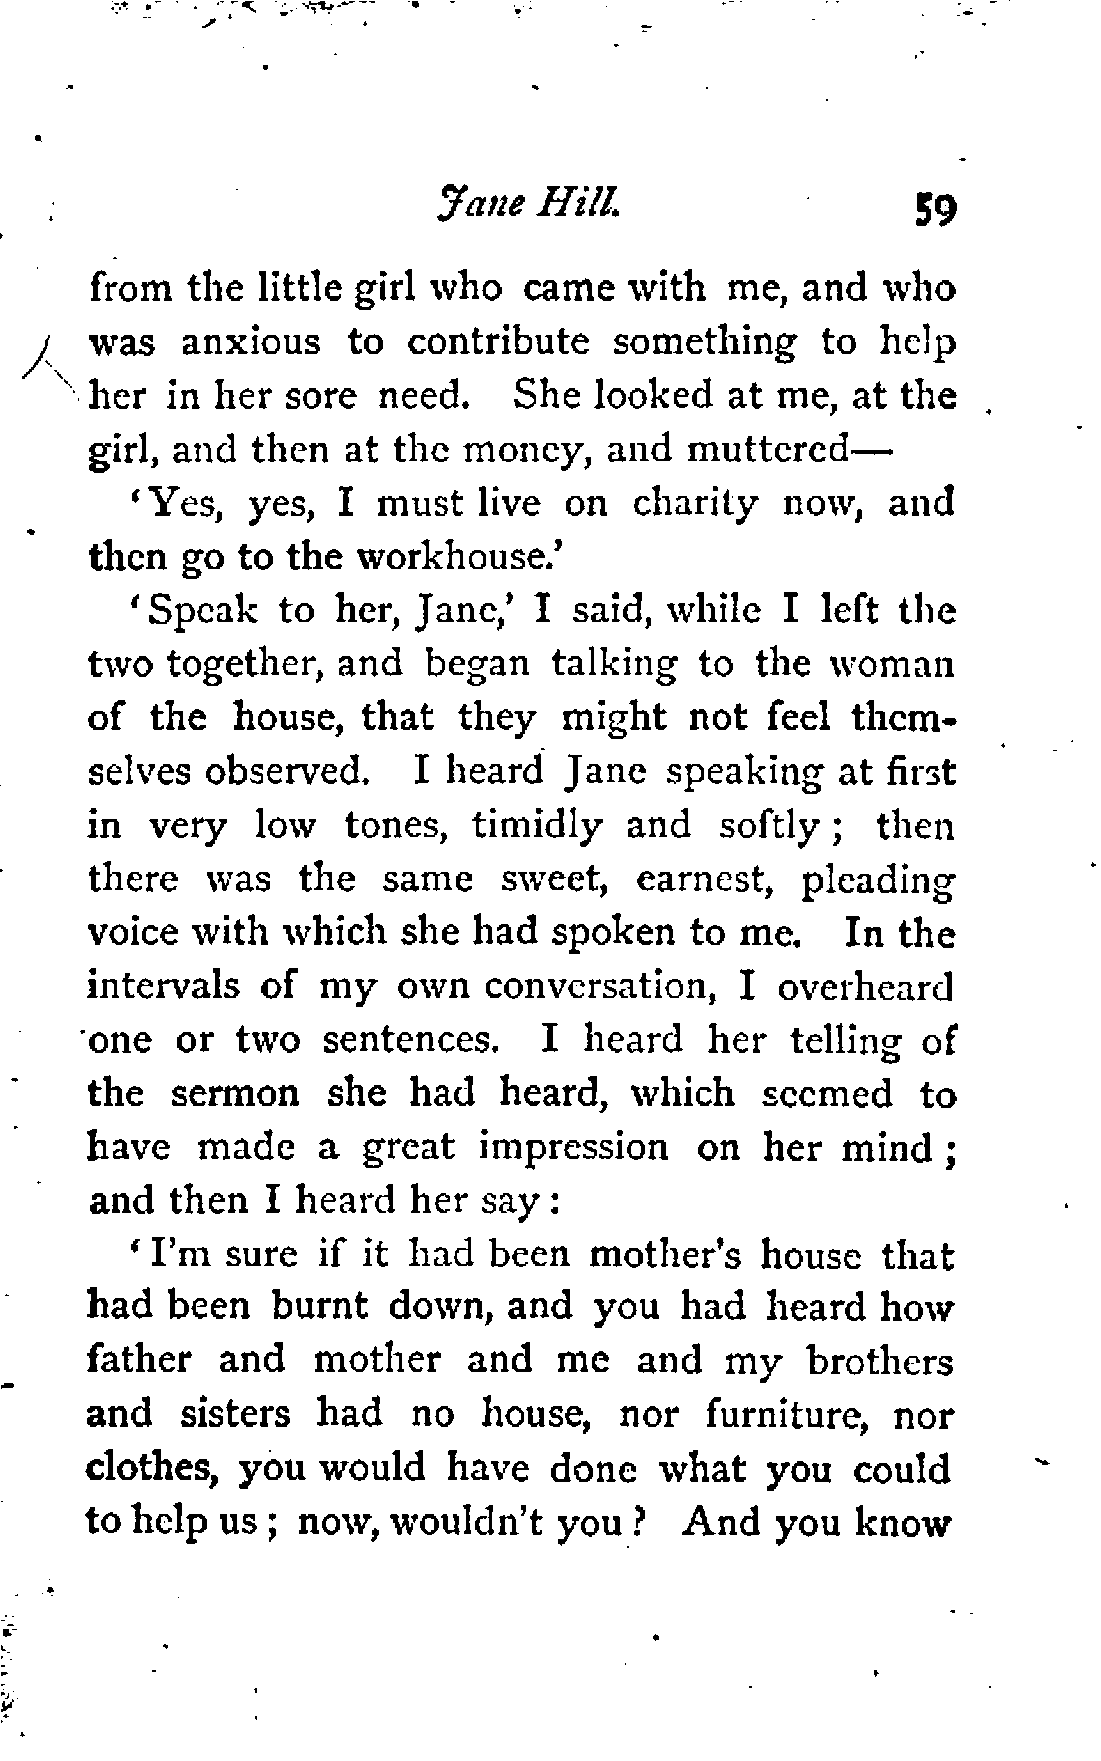 Jane Hill. 59
from the little girl who came with me, and who
was anxious to contribute something to help
her in her sore need. She looked at me, at the
girl, and then at the money, and muttered—
‘Yes, yes, I must live on charity now, and
then go to the workhouse.’
‘Speak to her, Jane,’ I said, while I left the
two together, and began talking to the woman
of the house, that they might not feel them-
selves observed. I heard Jane speaking at first
in very low tones, timidly and softly; then
there was the same sweet, earnest, pleading
voice with which she had spoken to me. In the
intervals of my own conversation, I overheard
one or two sentences. I heard her telling of
the sermon she had heard, which seemed to
have made a great impression on her mind;
and then I heard her say:
‘I’m sure if it had been mother’s house that
had been burnt down, and you had heard how
father and mother and me and my brothers
and sisters had no house, nor furniture, nor
clothes, you would have done what you could
to help us; now, wouldn’t you? And you know